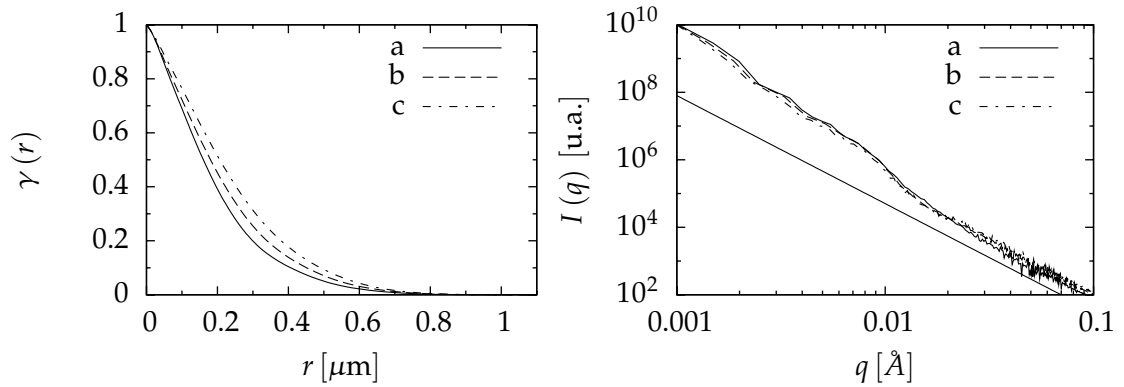 γ (r)
1
0.8
0.6
0.4
0.2
0
0 0.2 0.4 0.6 0.8 1
r [μm]
a
b
c
I (q) [u.a.]
10^10
10^8
10^6
10^4
10^2
0.001 0.01 0.1
q [Å]
a
b
c